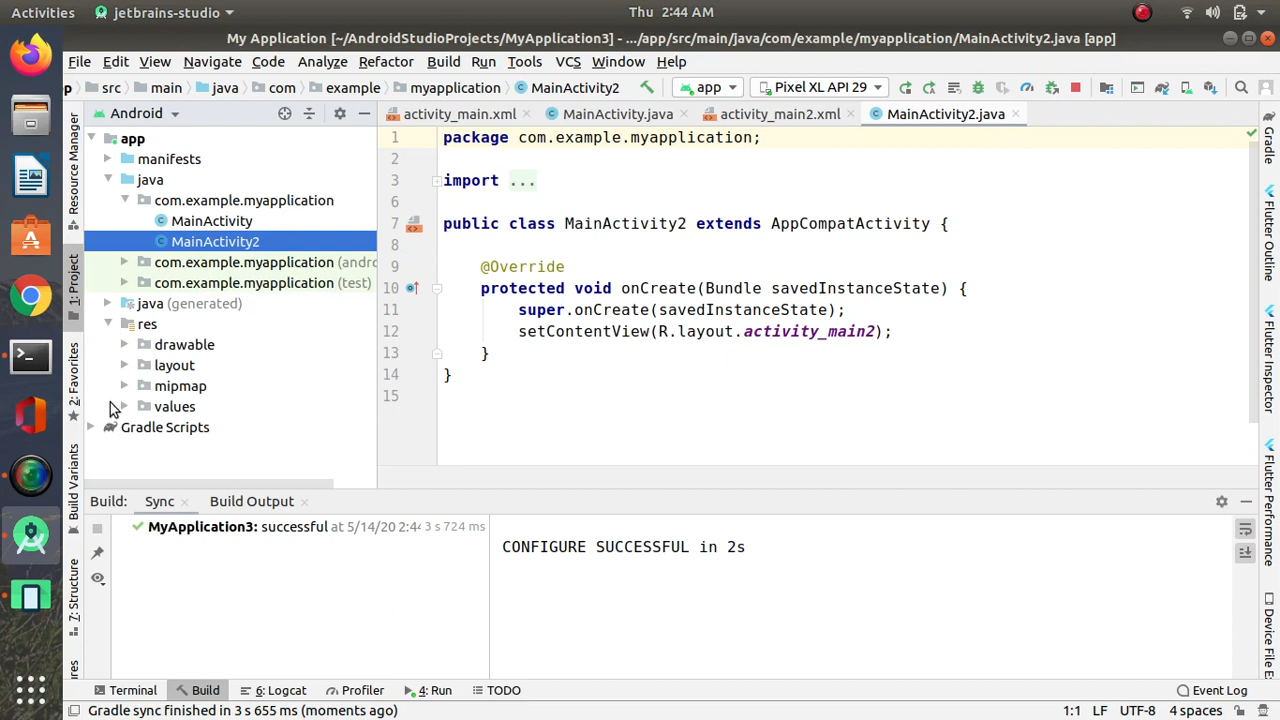 Activities jetbrains-studio Thu 2:44 AM
My Application [~/AndroidStudioProjects/MyApplication3] - .../app/src/main/java/com/example/myapplication/MainActivity2.java [app]
File Edit View Navigate Code Analyze Refactor Build Run Tools VCS Window Help
p src main java com example myapplication MainActivity2 app Pixel XL API 29
Android activity_main.xml MainActivity.java activity_main2.xml MainActivity2.java
app
manifests
java
com.example.myapplication
MainActivity
MainActivity2
com.example.myapplication (andro
com.example.myapplication (test)
java (generated)
res
drawable
layout
mipmap
values
Gradle Scripts
1 package com.example.myapplication;
2
3 import ...
6
7 public class MainActivity2 extends AppCompatActivity {
8
9 @Override
10 protected void onCreate(Bundle savedInstanceState) {
11 super.onCreate(savedInstanceState);
12 setContentView(R.layout.activity_main2);
13 }
14 }
15
Resource Manager
1: Project
2: Favorites
Build Variants
7: Structure
Gradle
Flutter Outline
Flutter Inspector
Flutter Performance
Device File E
Build: Sync Build Output
MyApplication3: successful at 5/14/20 2:44 3 s 724 ms
CONFIGURE SUCCESSFUL in 2s
Terminal Build 6: Logcat Profiler 4: Run TODO Event Log
Gradle sync finished in 3 s 655 ms (moments ago) 1:1 LF UTF-8 4 spaces